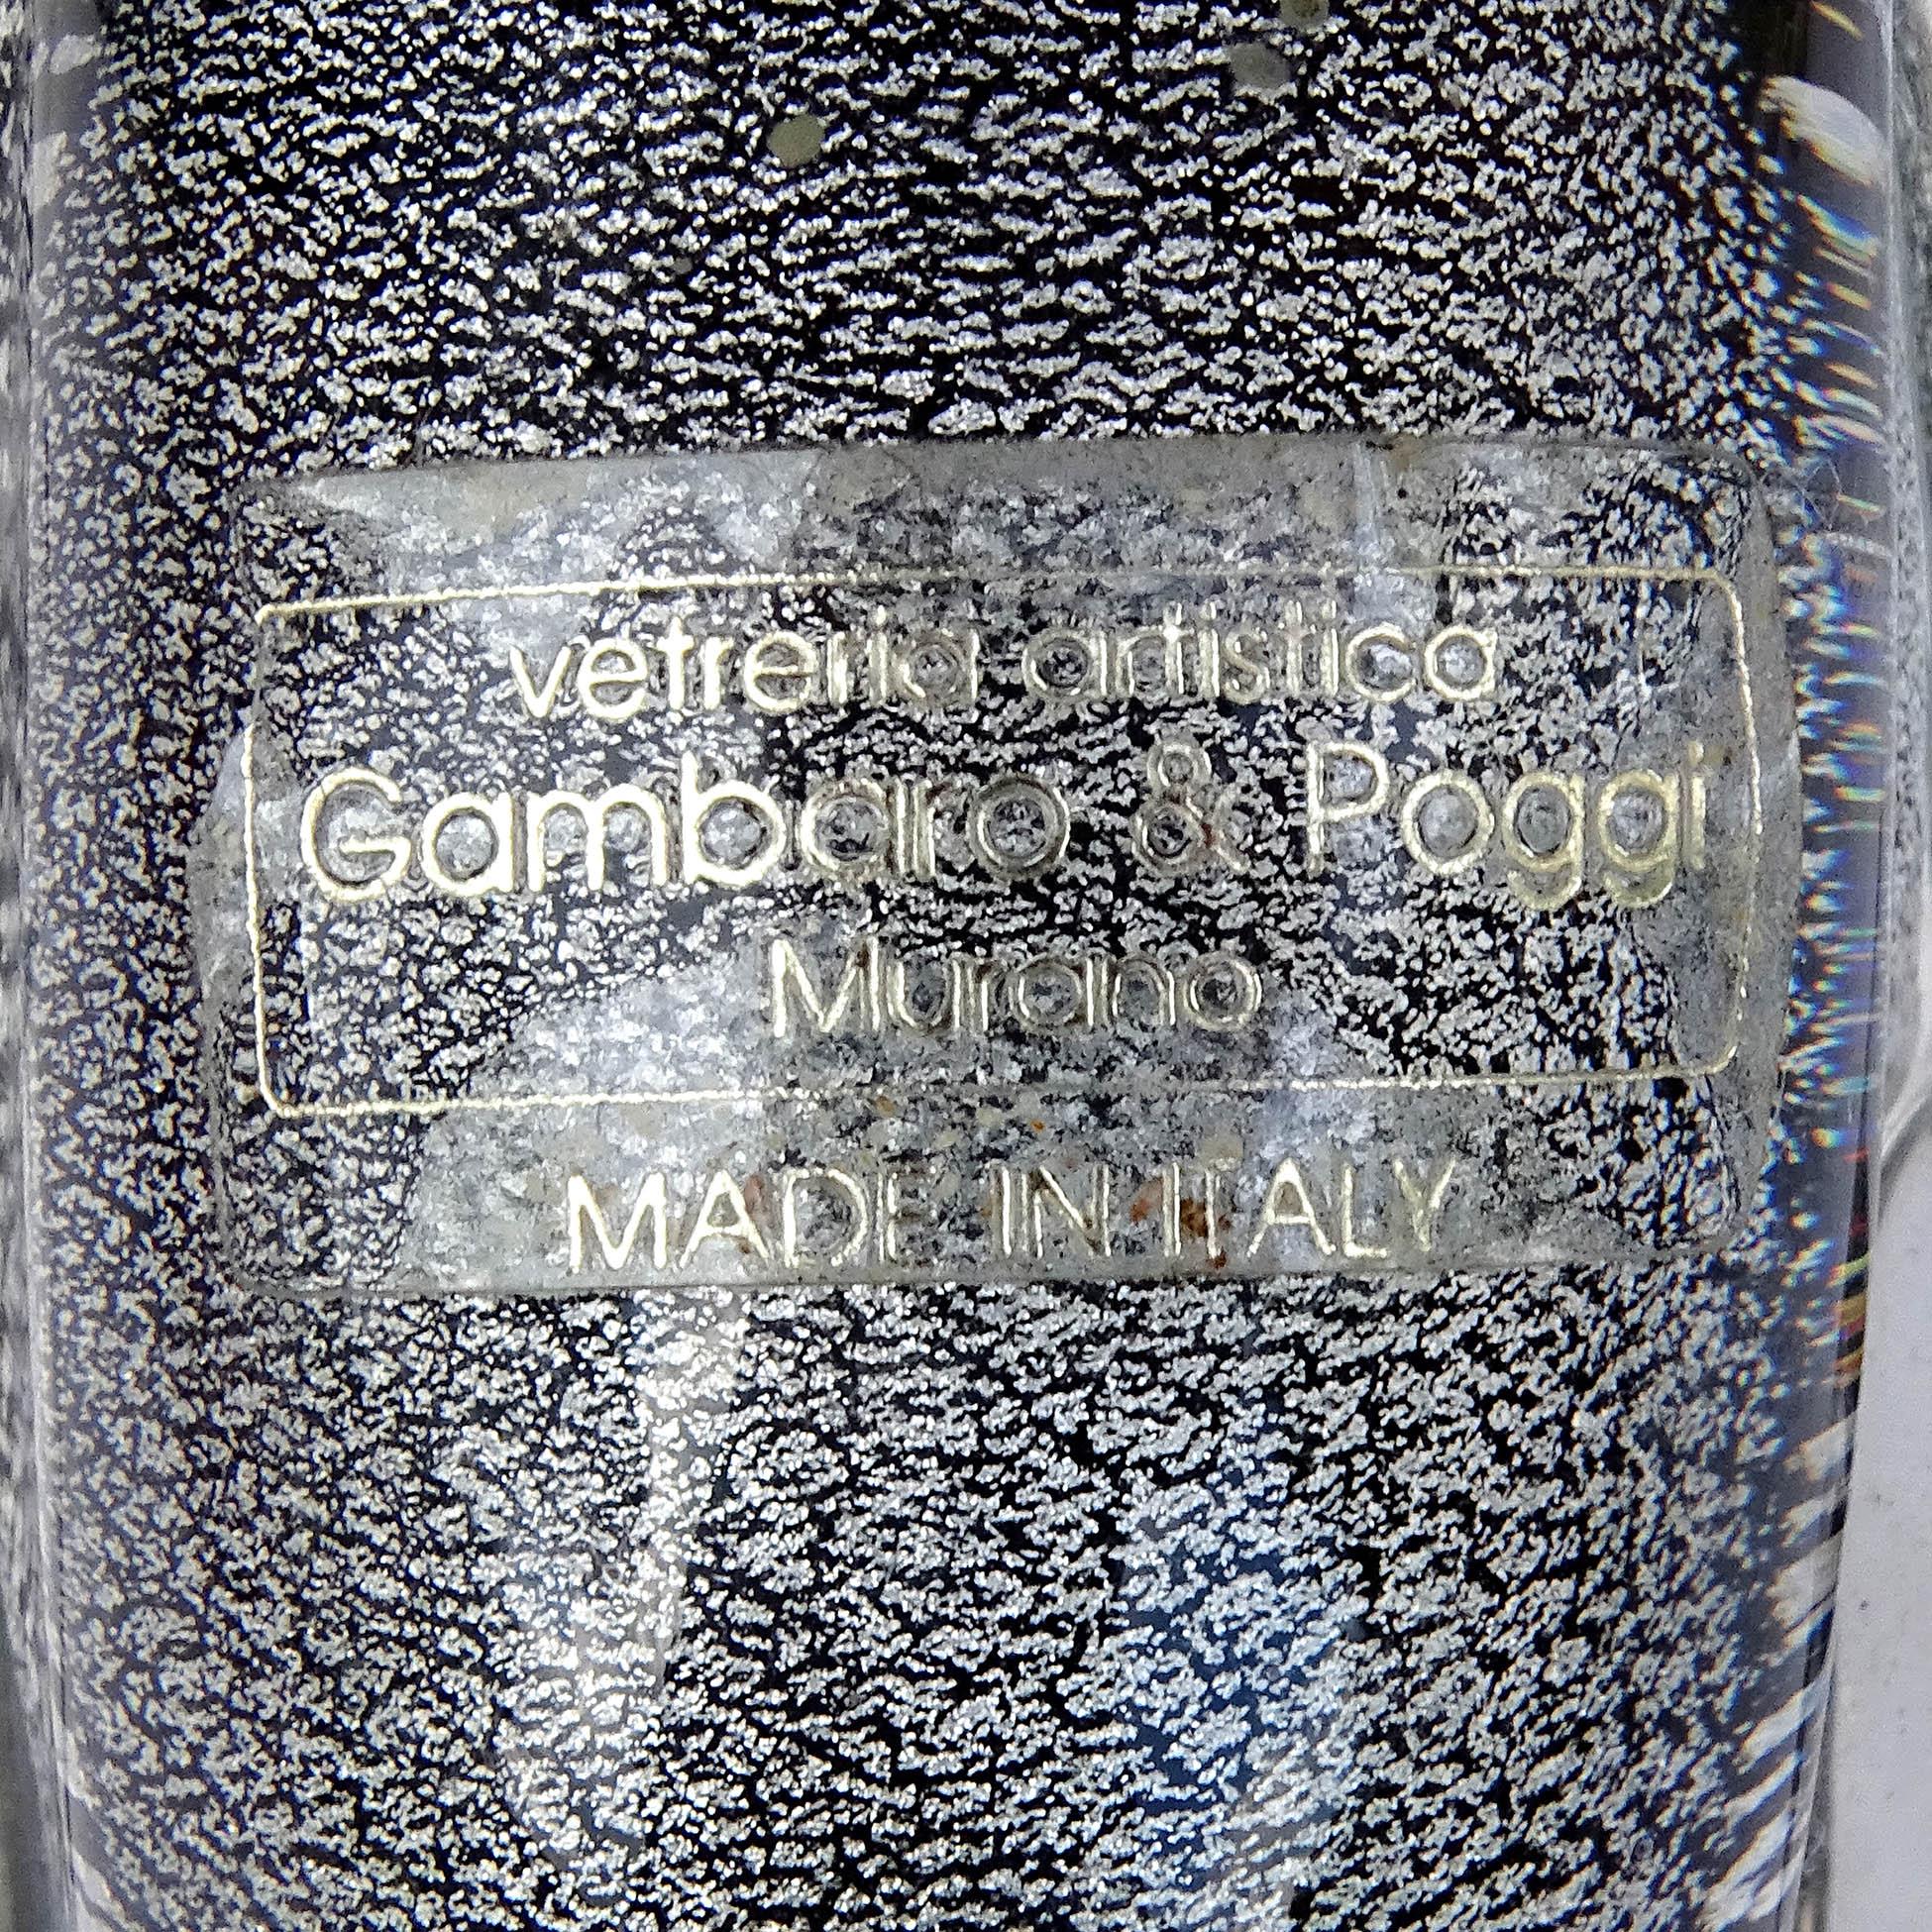 vetreria artistica
Gambaro & Poggi
Murano
MADE IN ITALY